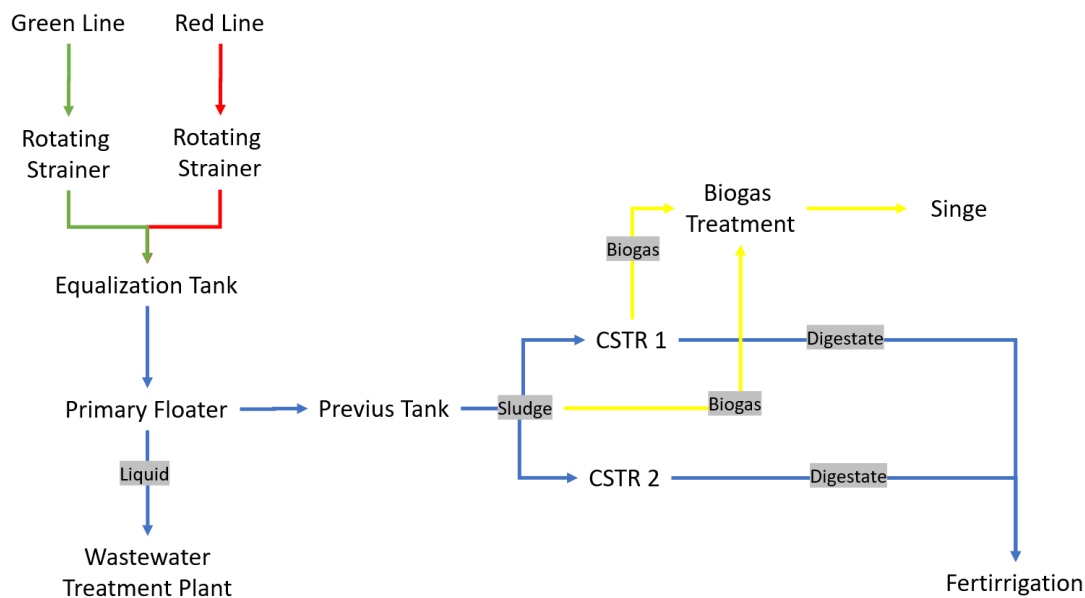 Green Line
Red Line
Rotating
Strainer
Rotating
Strainer
Biogas
Treatment
Singe
Biogas
Equalization Tank
CSTR 1
Digestate
Primary Floater
Previus Tank
Sludge
Biogas
Liquid
CSTR 2
Digestate
Wastewater
Treatment Plant
Fertirrigation